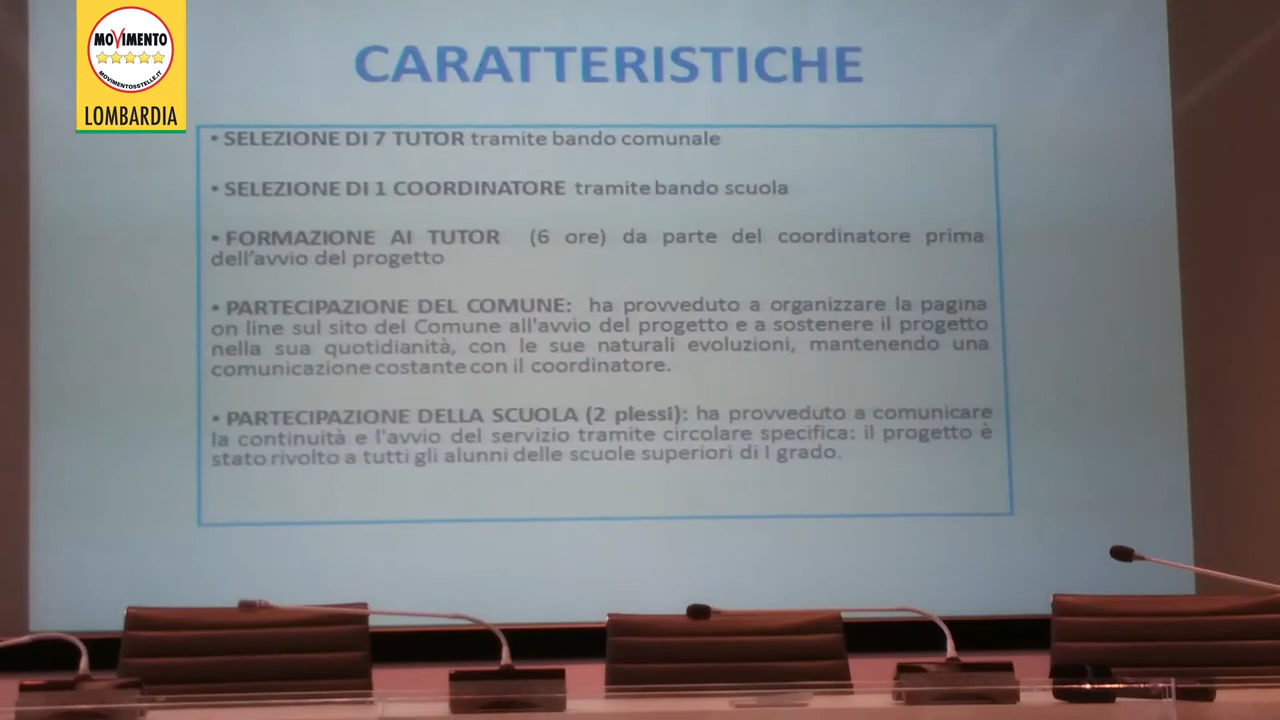 MOVIMENTO
MOVIMENTO5STELLE.IT
LOMBARDIA
CARATTERISTICHE
• SELEZIONE DI 7 TUTOR tramite bando comunale
• SELEZIONE DI 1 COORDINATORE tramite bando scuola
• FORMAZIONE AI TUTOR (6 ore) da parte del coordinatore prima
dell'avvio del progetto
• PARTECIPAZIONE DEL COMUNE: ha provveduto a organizzare la pagina
on line sul sito del Comune all'avvio del progetto e a sostenere il progetto
nella sua quotidianità, con le sue naturali evoluzioni, mantenendo una
comunicazione costante con il coordinatore.
• PARTECIPAZIONE DELLA SCUOLA (2 plessi): ha provveduto a comunicare
la continuità e l'avvio del servizio tramite circolare specifica: il progetto è
stato rivolto a tutti gli alunni delle scuole superiori di I grado.